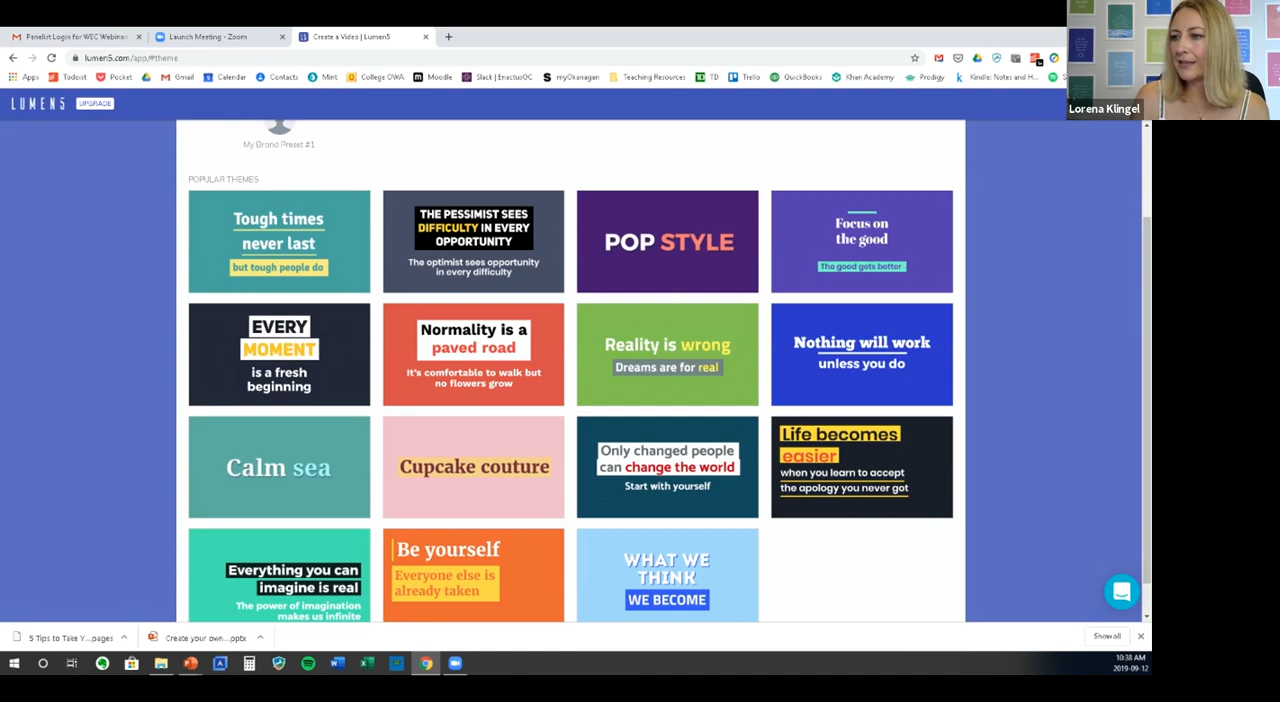 Panelist Login for WEC Webinar
Launch Meeting - Zoom
Create a Video | Lumen5
lumen5.com/app/#theme
Apps
Todoist
Pocket
Gmail
Calendar
Contacts
Mint
College OWA
Moodle
Slack | EnactusOC
myOkanagan
Teaching Resources
TD
Trello
QuickBooks
Khan Academy
Prodigy
Kindle: Notes and H...
LUMEN5
UPGRADE
Lorena Klingel
My Brand Preset #1
POPULAR THEMES
Tough times
never last
but tough people do
THE PESSIMIST SEES
DIFFICULTY IN EVERY
OPPORTUNITY
The optimist sees opportunity
in every difficulty
POP STYLE
Focus on
the good
The good gets better
EVERY
MOMENT
is a fresh
beginning
Normality is a
paved road
It's comfortable to walk but
no flowers grow
Reality is wrong
Dreams are for real
Nothing will work
unless you do
Calm sea
Cupcake couture
Only changed people
can change the world
Start with yourself
Life becomes
easier
when you learn to accept
the apology you never got
Everything you can
imagine is real
The power of imagination
makes us infinite
Be yourself
Everyone else is
already taken
WHAT WE
THINK
WE BECOME
5 Tips to Take Y....pages
Create your own....pptx
Show all
10:38 AM
2019-09-12